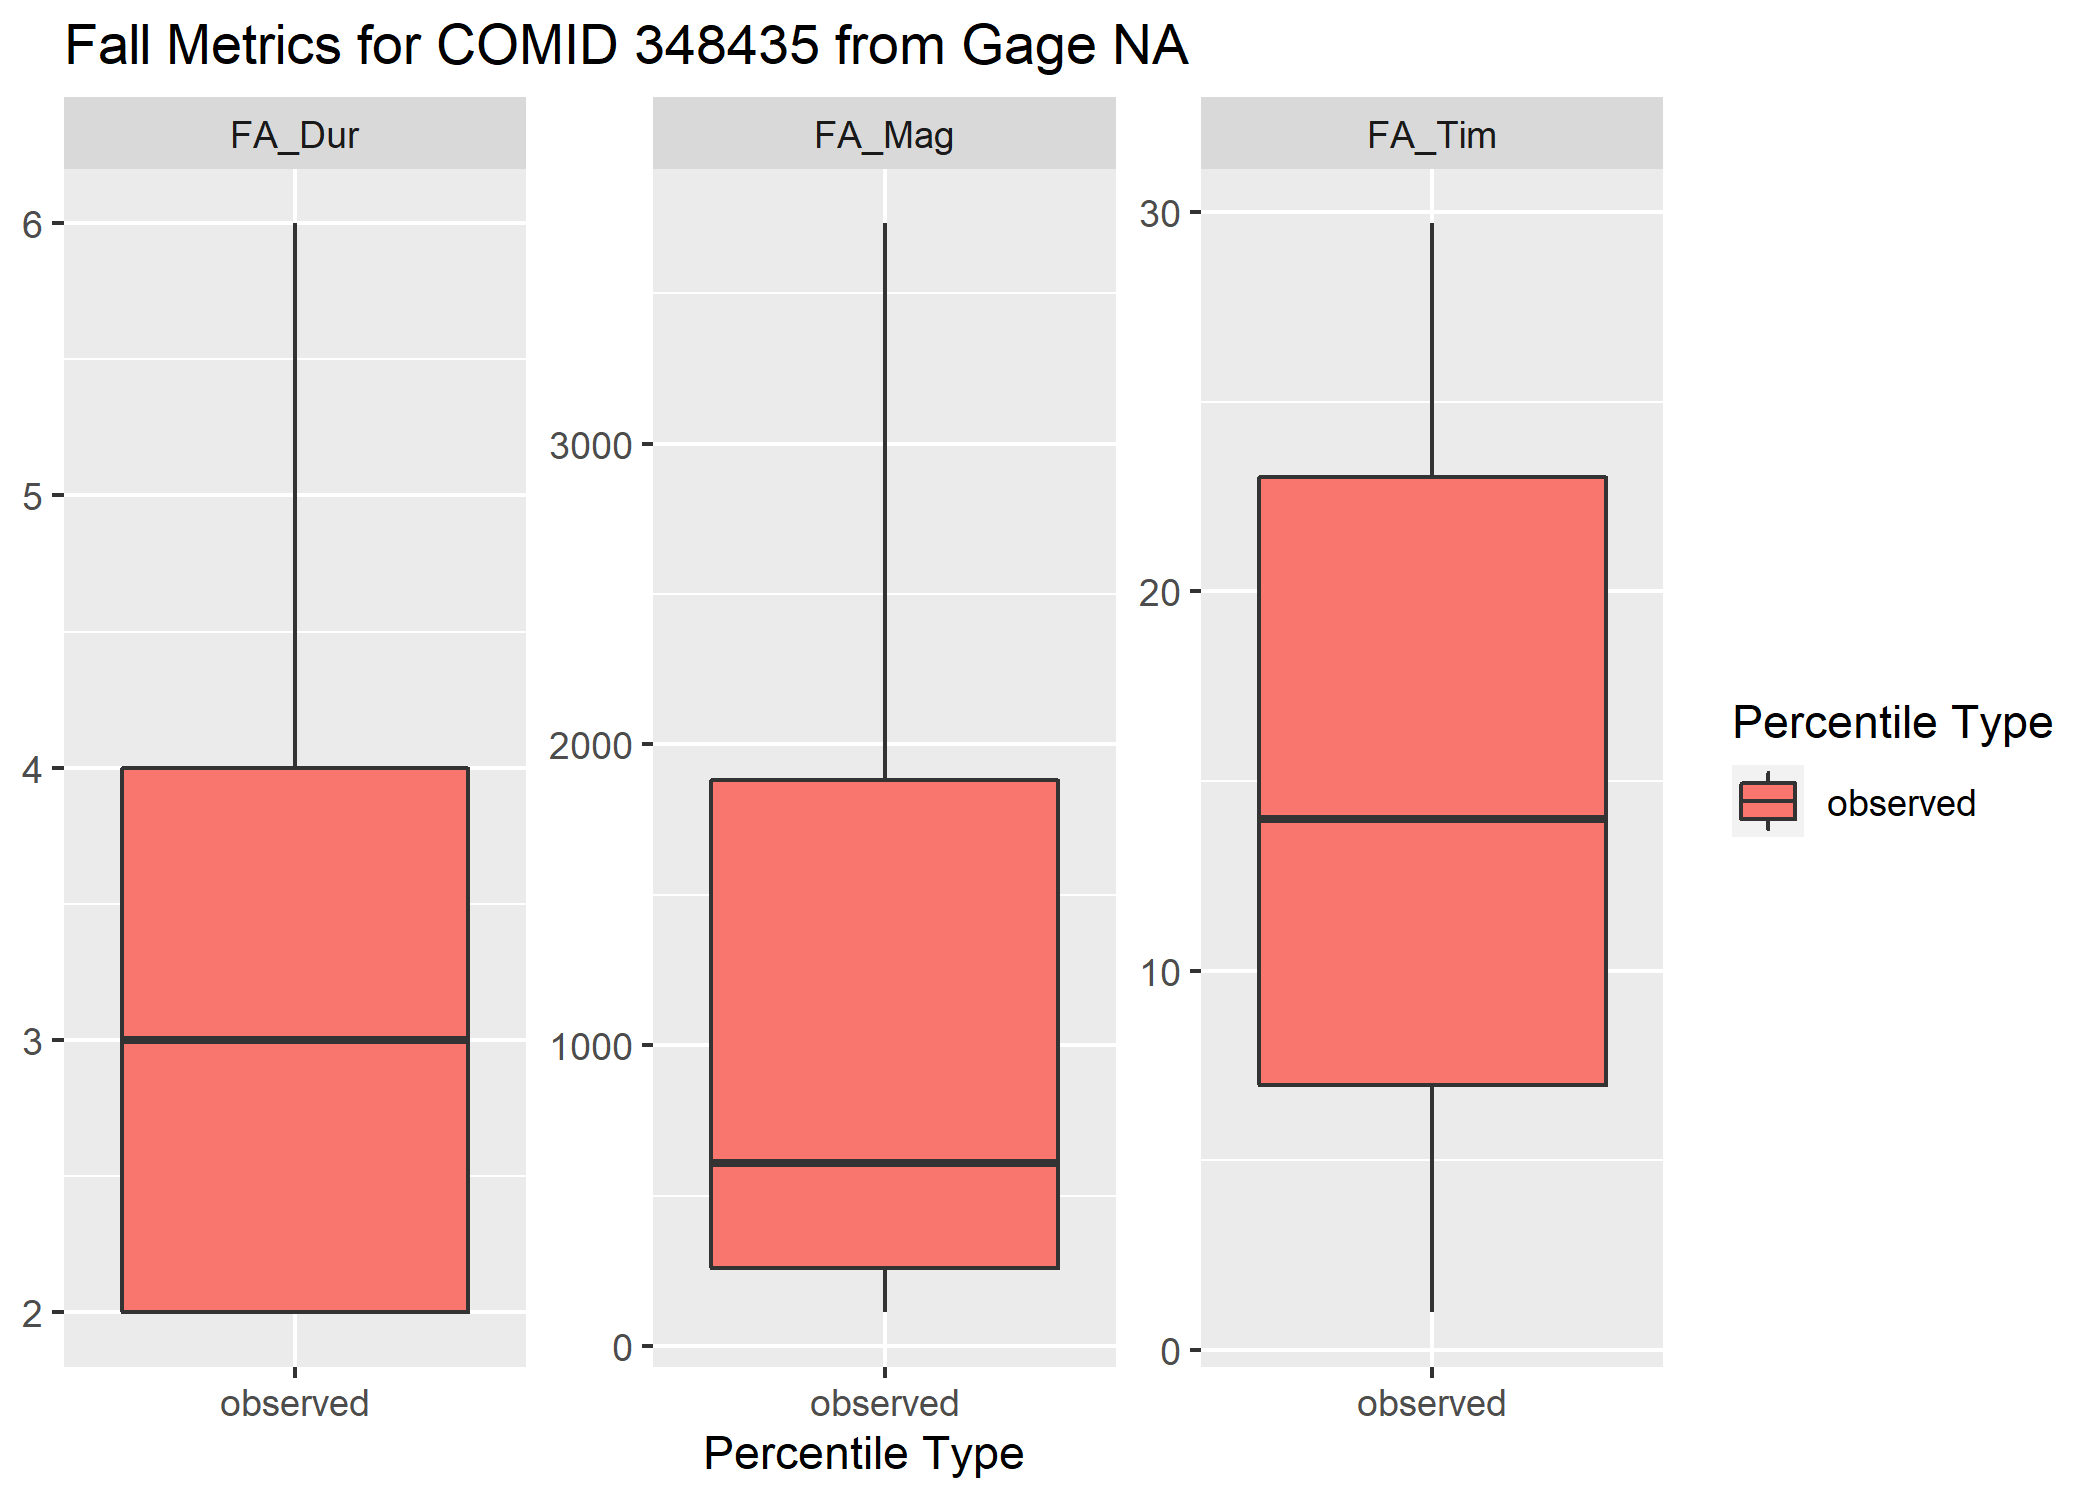 Fall Metrics for COMID 348435 from Gage NA
FA_Dur
FA_Mag
FA_Tim
6
5
4
3
2
3000
2000
1000
0
30
20
10
0
observed
observed
observed
Percentile Type
Percentile Type
observed